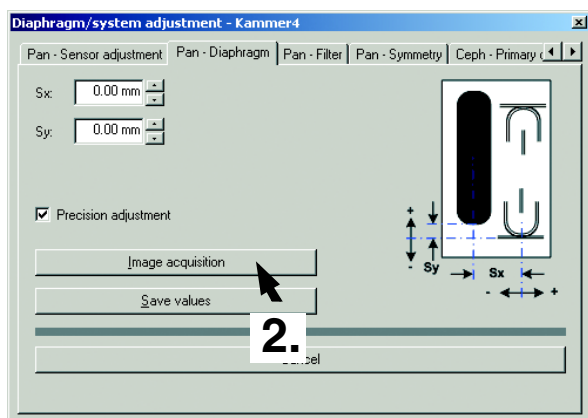 Diaphragm/system adjustment - Kammer4
Pan - Sensor adjustment Pan - Diaphragm Pan - Filter Pan - Symmetry Ceph - Primary
Sx: 0.00 mm
Sy: 0.00 mm
Precision adjustment
Image acquisition
Save values
2.
+
-
Sy
Sx
- +